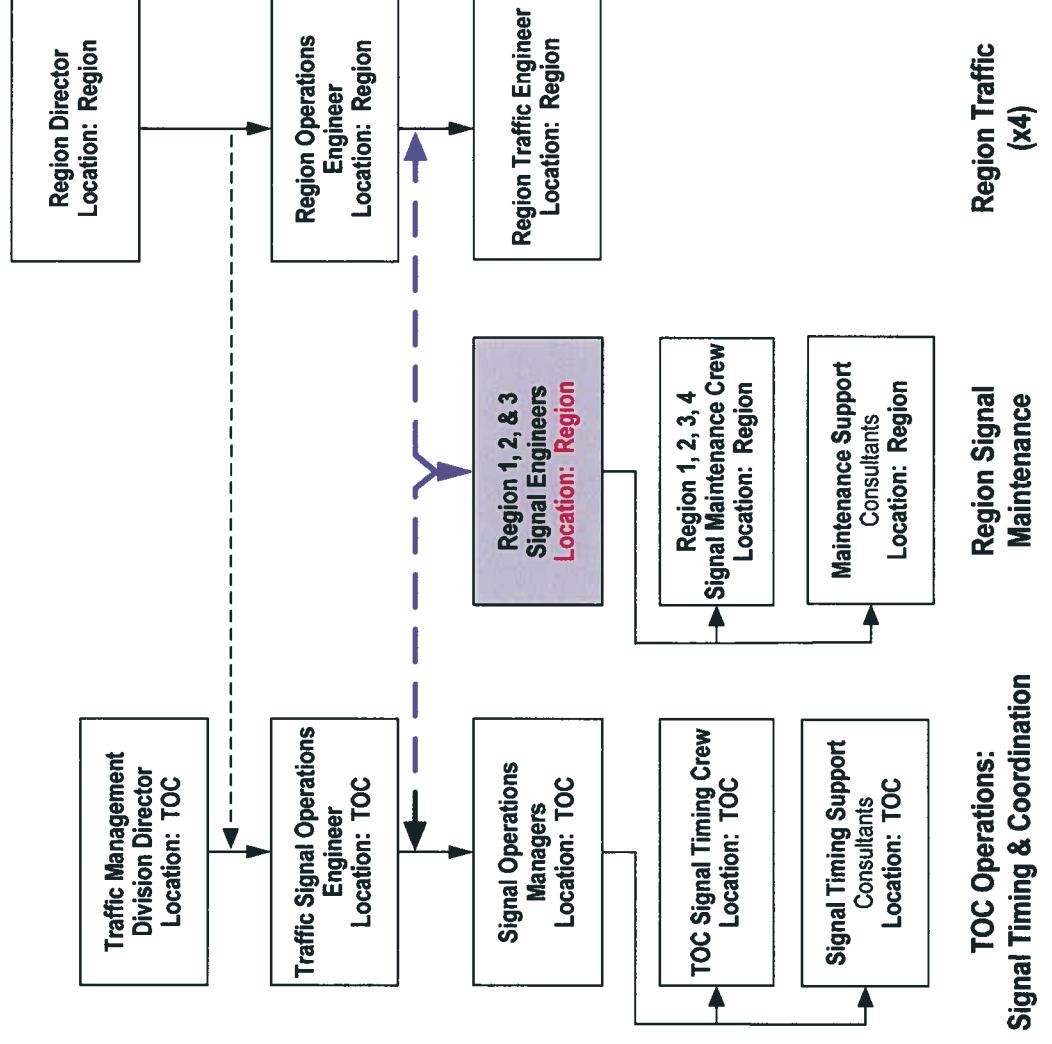 Traffic Management
Division Director
Location: TOC
Traffic Signal Operations
Engineer
Location: TOC
Signal Operations
Managers
Location: TOC
TOC Signal Timing Crew
Location: TOC
Signal Timing Support
Consultants
Location: TOC
TOC Operations:
Signal Timing & Coordination
Region 1, 2, & 3
Signal Engineers
Location: Region
Region 1, 2, 3, 4
Signal Maintenance Crew
Location: Region
Maintenance Support
Consultants
Location: Region
Region Signal
Maintenance
Region Director
Location: Region
Region Operations
Engineer
Location: Region
Region Traffic Engineer
Location: Region
Region Traffic
(x4)